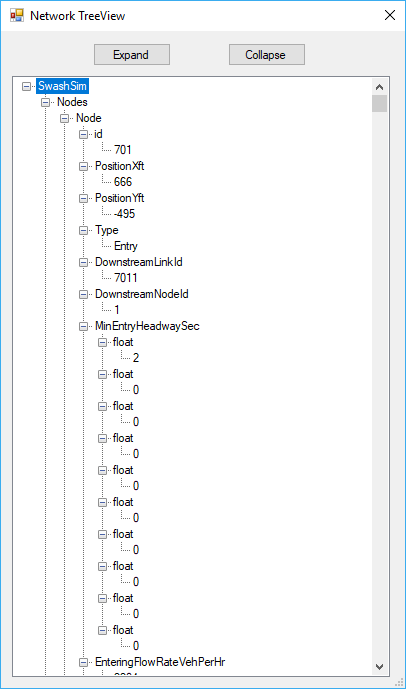 Network TreeView
Expand Collapse
SwashSim
Nodes
Node
id
701
PositionXft
666
PositionYft
-495
Type
Entry
DownstreamLinkId
7011
DownstreamNodeId
1
MinEntryHeadwaySec
float
2
float
0
float
0
float
0
float
0
float
0
float
0
float
0
float
0
float
0
EnteringFlowRateVehPerHr